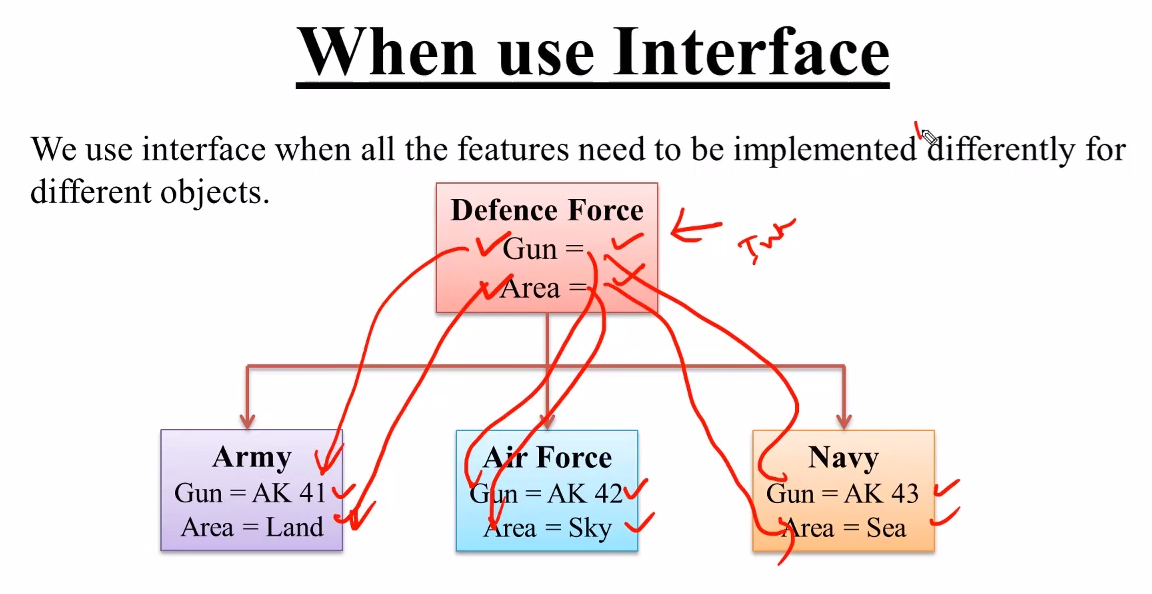 When use Interface
We use interface when all the features need to be implemented differently for
different objects.
Defence Force
Gun =
Area =
Army
Gun = AK 41
Area = Land
Air Force
Gun = AK 42
Area = Sky
Navy
Gun = AK 43
Area = Sea